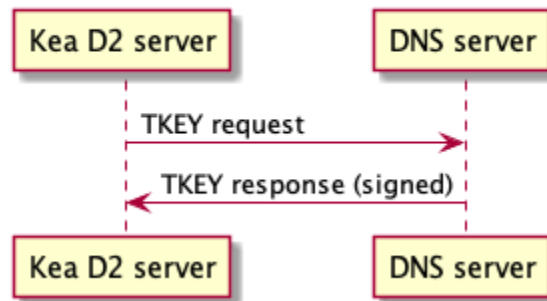 Kea D2 server
DNS server
TKEY request
TKEY response (signed)
Kea D2 server
DNS server